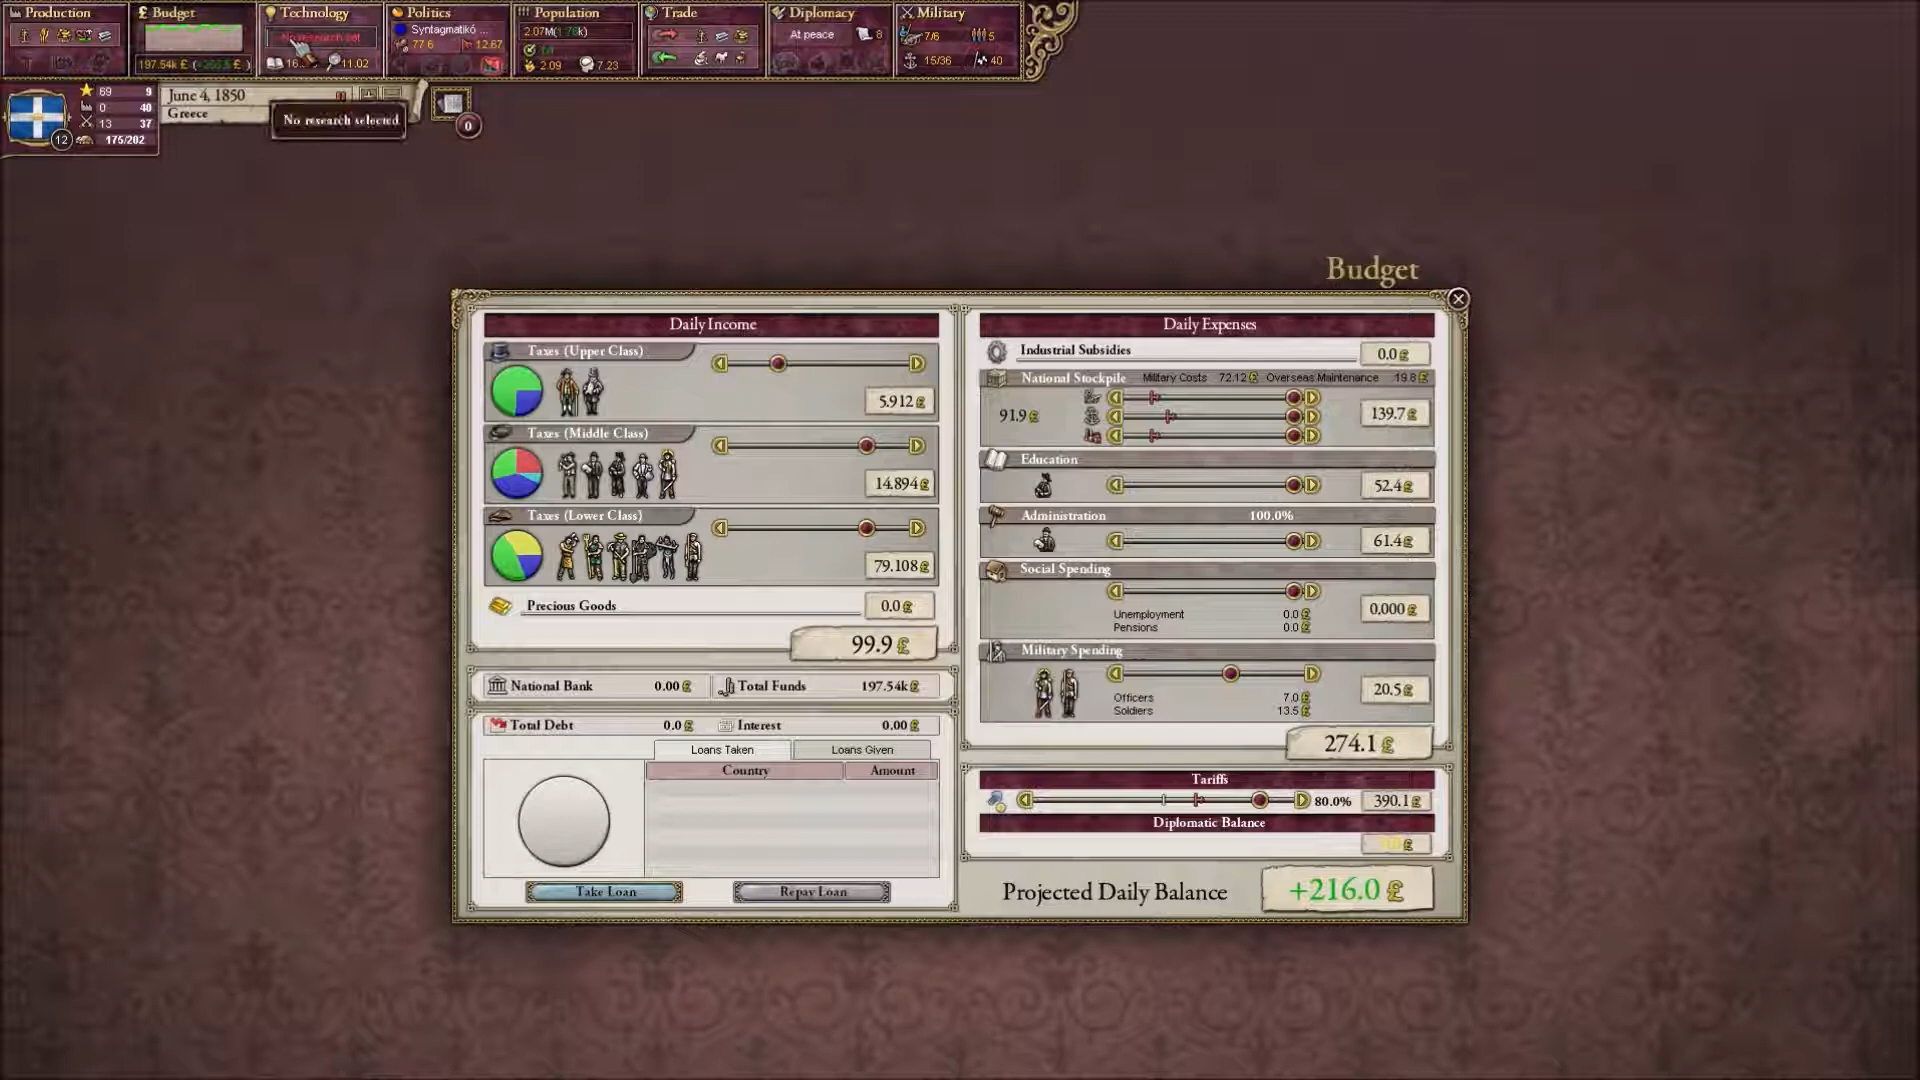 Production
Budget
Technology
Politics
Population
Trade
Diplomacy
Military
No research set
Syntagmatikó ...
2.07M
At peace
8
7/6
5
77.6
12.67
197.54k £
11.02
2.09
7.23
15/36
40
69 9
0 40
13 37
12
175/202
June 4, 1850
Greece
No research selected
0
Budget
Daily Income
Taxes (Upper Class)
5.912 £
Taxes (Middle Class)
14.894 £
Taxes (Lower Class)
79.108 £
Precious Goods
0.0 £
99.9 £
National Bank 0.00 £
Total Funds 197.54k £
Total Debt 0.0 £
Interest 0.00 £
Loans Taken
Loans Given
Country
Amount
Take Loan
Repay Loan
Daily Expenses
Industrial Subsidies
0.0 £
National Stockpile Military Costs 72.12 £ Overseas Maintenance 19.8 £
91.9 £
139.7 £
Education
52.4 £
Administration 100.0%
61.4 £
Social Spending
0,000 £
Unemployment 0.0 £
Pensions 0.0 £
Military Spending
20.5 £
Officers 7.0 £
Soldiers 13.5 £
274.1 £
Tariffs
80.0% 390.1 £
Diplomatic Balance
Projected Daily Balance +216.0 £